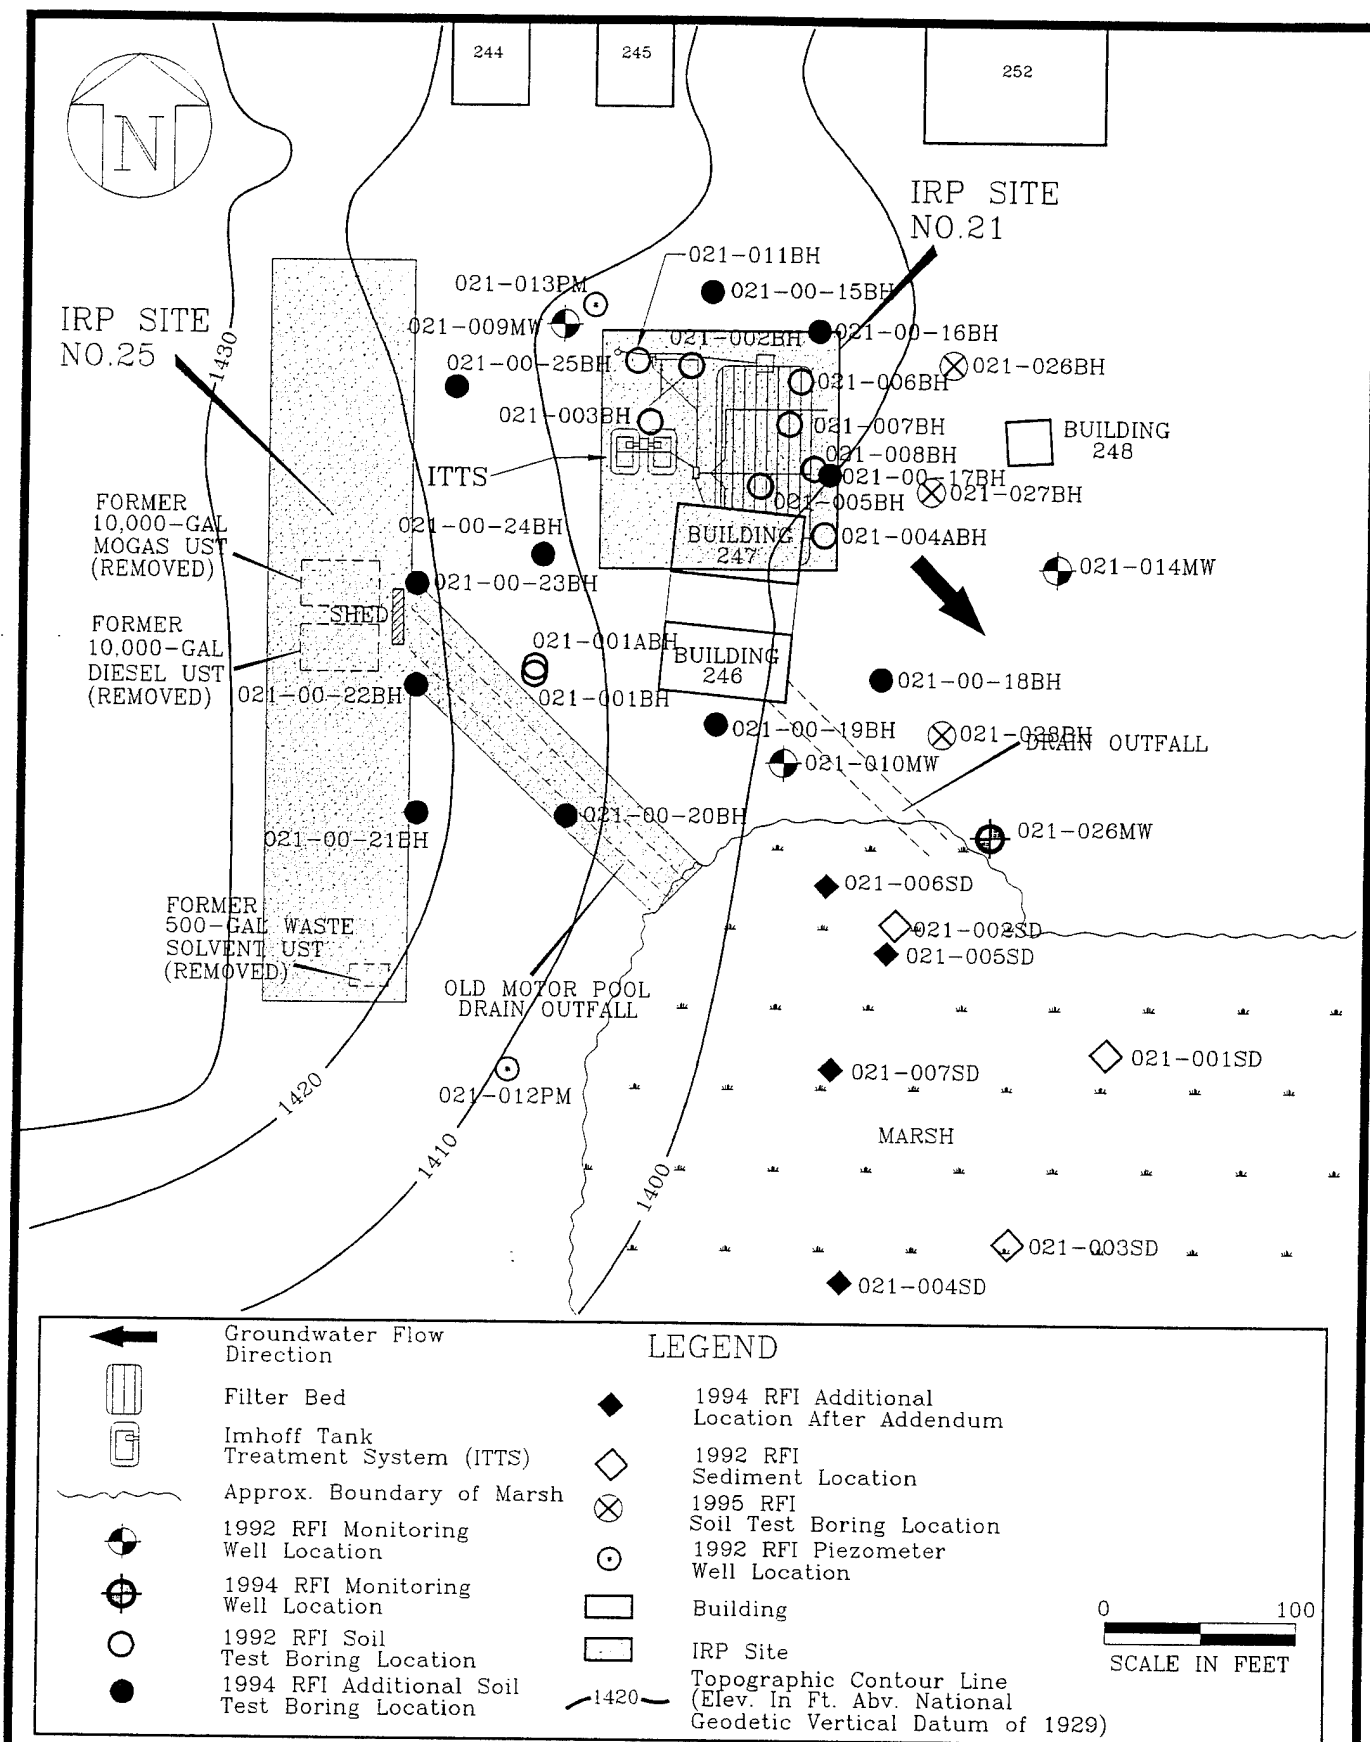 244
245
252
N
IRP SITE
NO.21
021-011BH
021-013PM
021-00-15BH
IRP SITE
NO.25
1430
021-009MW
021-002BH
021-00-16BH
021-00-25BH
021-026BH
021-006BH
021-003BH
021-007BH
BUILDING
248
021-008BH
ITTS
021-00-17BH
021-005BH
021-027BH
FORMER
10,000-GAL
MOGAS UST
(REMOVED)
021-00-24BH
BUILDING
247
021-004ABH
021-014MW
021-00-23BH
SHED
FORMER
10,000-GAL
DIESEL UST
(REMOVED)
021-001ABH
BUILDING
246
021-00-22BH
021-001BH
021-00-18BH
021-00-19BH
021-028BH
DRAIN OUTFALL
021-010MW
021-00-20BH
021-00-21BH
021-026MW
021-006SD
FORMER
500-GAL WASTE
SOLVENT UST
(REMOVED)
021-002SD
021-005SD
OLD MOTOR POOL
DRAIN OUTFALL
021-001SD
021-007SD
021-012PM
1420
MARSH
1410
1400
021-003SD
021-004SD
LEGEND
Groundwater Flow
Direction
Filter Bed
Imhoff Tank
Treatment System (ITTS)
Approx. Boundary of Marsh
1992 RFI Monitoring
Well Location
1994 RFI Monitoring
Well Location
1992 RFI Soil
Test Boring Location
1994 RFI Additional Soil
Test Boring Location
1994 RFI Additional
Location After Addendum
1992 RFI
Sediment Location
1995 RFI
Soil Test Boring Location
1992 RFI Piezometer
Well Location
Building
IRP Site
1420
Topographic Contour Line
(Elev. In Ft. Abv. National
Geodetic Vertical Datum of 1929)
0 100
SCALE IN FEET